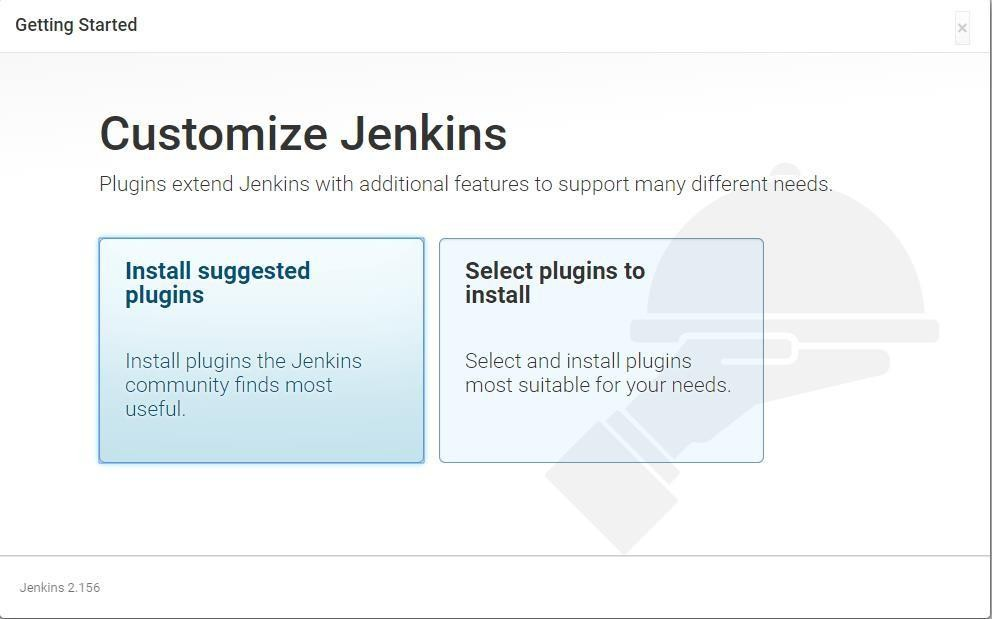 Getting Started
×
Customize Jenkins
Plugins extend Jenkins with additional features to support many different needs.
Install suggested
plugins
Install plugins the Jenkins
community finds most
useful.
Select plugins to
install
Select and install plugins
most suitable for your needs.
Jenkins 2.156